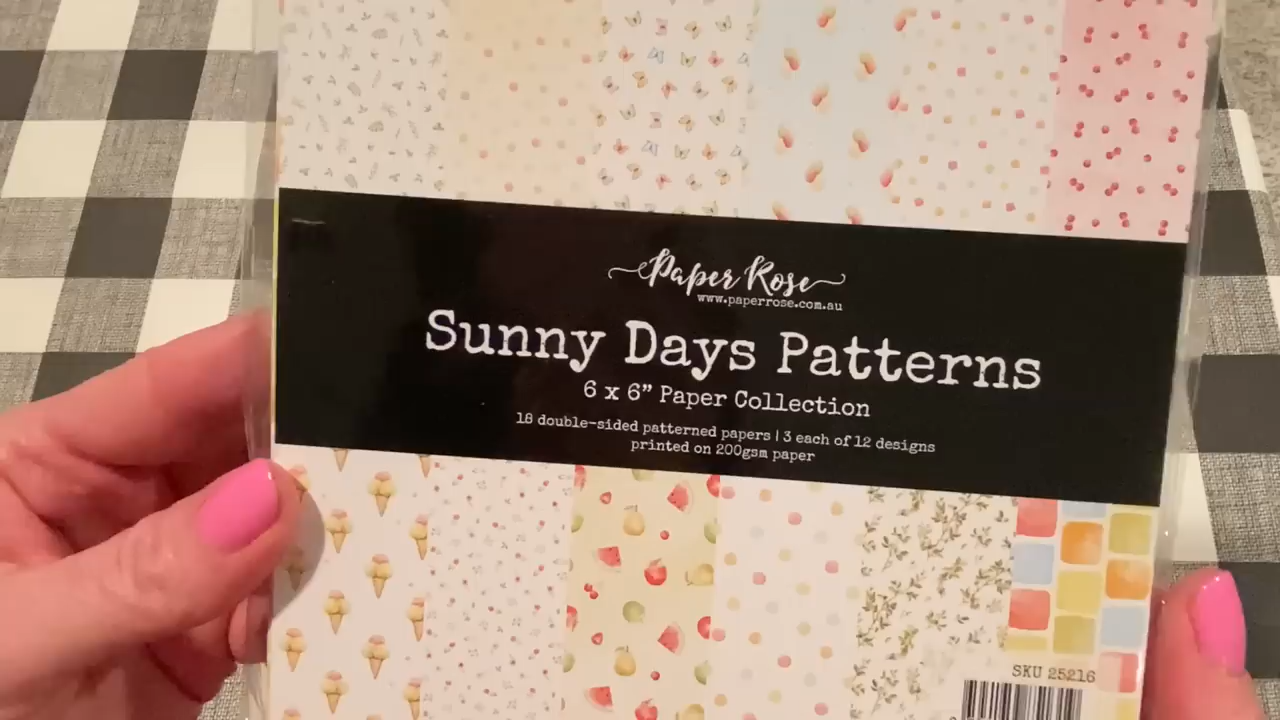 Paper Rose
www.paperrose.com.au
Sunny Days Patterns
6 x 6” Paper Collection
18 double-sided patterned papers | 3 each of 12 designs
printed on 200gsm paper
SKU 25216